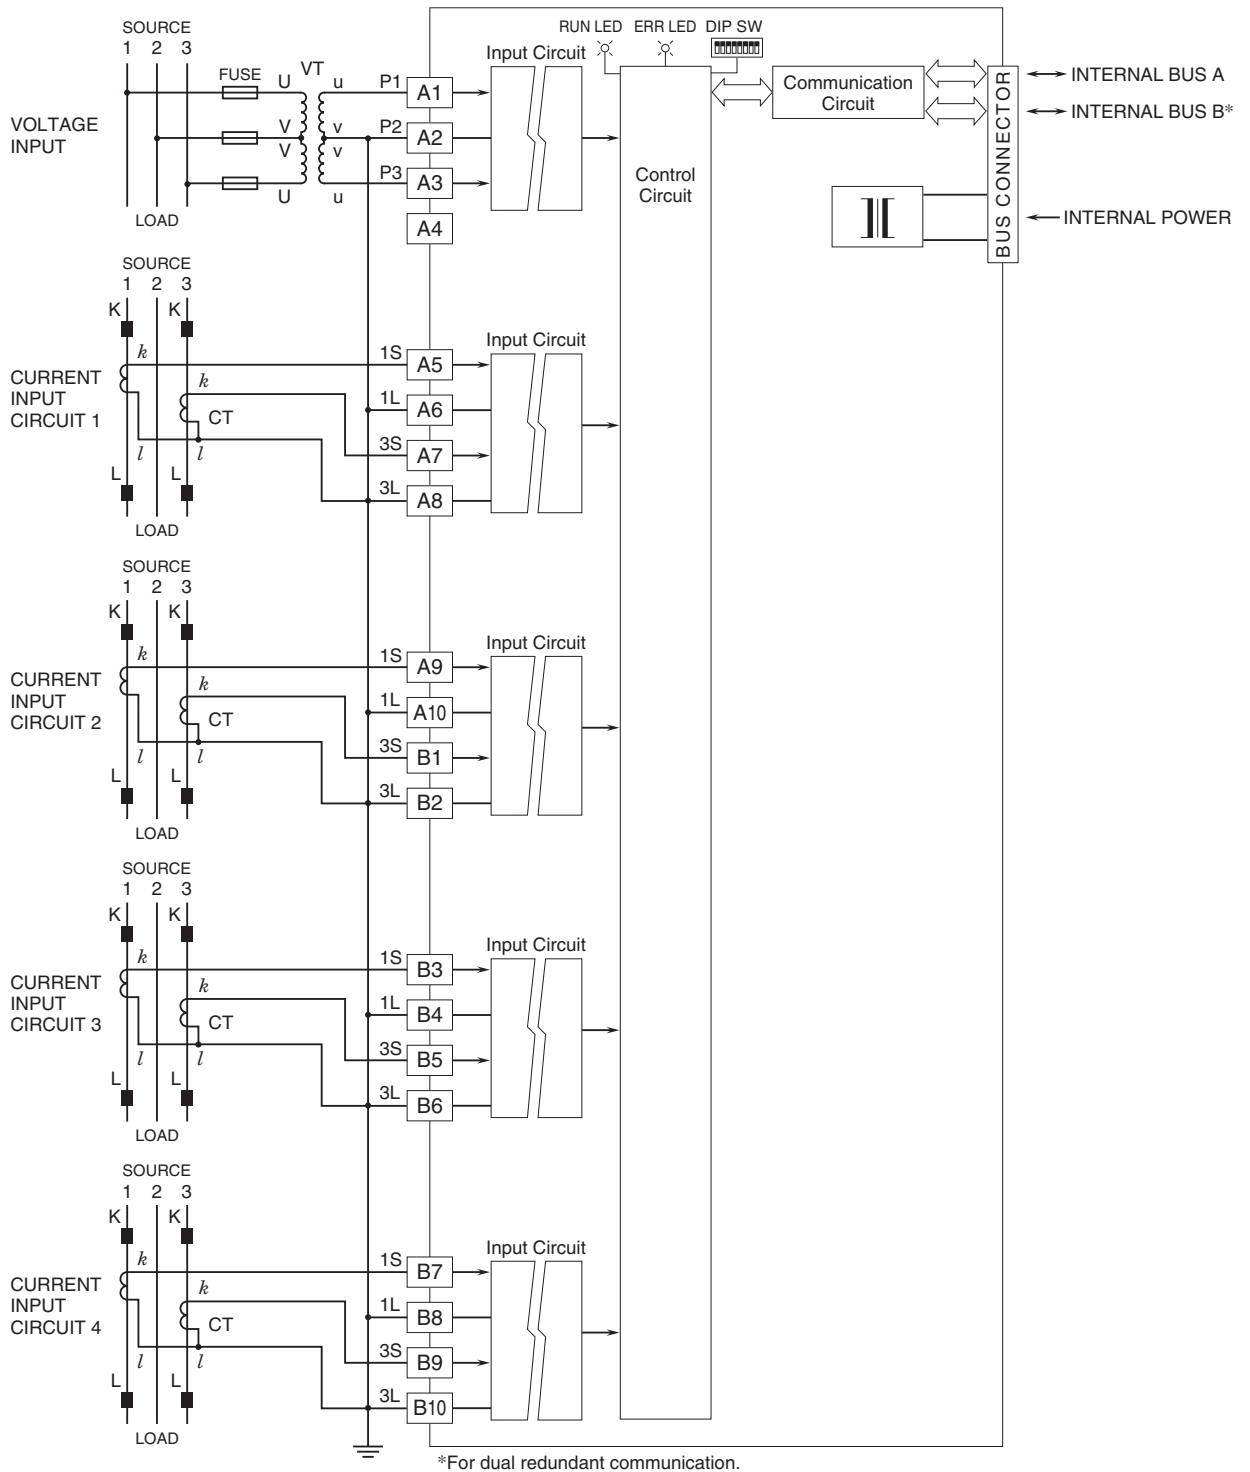 SOURCE
1 2 3
FUSE
U
VT
u
P1
A1
VOLTAGE
INPUT
V
V
v
v
P2
A2
U
u
P3
A3
LOAD
A4
Input Circuit
RUN LED
ERR LED
DIP SW
Control
Circuit
Communication
Circuit
BUS CONNECTOR
INTERNAL BUS A
INTERNAL BUS B*
INTERNAL POWER
SOURCE
1 2 3
K
K
k
k
CURRENT
INPUT
CIRCUIT 1
CT
l
l
L
L
LOAD
1S
A5
1L
A6
3S
A7
3L
A8
Input Circuit
SOURCE
1 2 3
K
K
k
k
CURRENT
INPUT
CIRCUIT 2
CT
l
l
L
L
LOAD
1S
A9
1L
A10
3S
B1
3L
B2
Input Circuit
SOURCE
1 2 3
K
K
k
k
CURRENT
INPUT
CIRCUIT 3
CT
l
l
L
L
LOAD
1S
B3
1L
B4
3S
B5
3L
B6
Input Circuit
SOURCE
1 2 3
K
K
k
k
CURRENT
INPUT
CIRCUIT 4
CT
l
l
L
L
LOAD
1S
B7
1L
B8
3S
B9
3L
B10
Input Circuit
*For dual redundant communication.